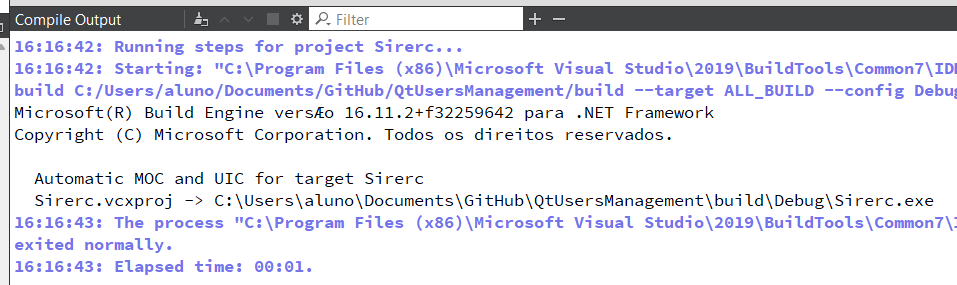 Compile Output
Filter
16:16:42: Running steps for project Sirerc...
16:16:42: Starting: "C:\Program Files (x86)\Microsoft Visual Studio\2019\BuildTools\Common7\IDE
build C:/Users/aluno/Documents/GitHub/QtUsersManagement/build --target ALL_BUILD --config Debug
Microsoft(R) Build Engine versÆo 16.11.2+f32259642 para .NET Framework
Copyright (C) Microsoft Corporation. Todos os direitos reservados.
Automatic MOC and UIC for target Sirerc
Sirerc.vcxproj -> C:\Users\aluno\Documents\GitHub\QtUsersManagement\build\Debug\Sirerc.exe
16:16:43: The process "C:\Program Files (x86)\Microsoft Visual Studio\2019\BuildTools\Common7\I
exited normally.
16:16:43: Elapsed time: 00:01.